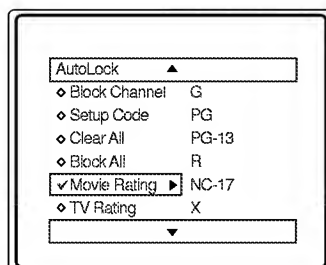 AutoLock
Block Channel G
Setup Code PG
Clear All PG-13
Block All R
Movie Rating NC-17
TV Rating X